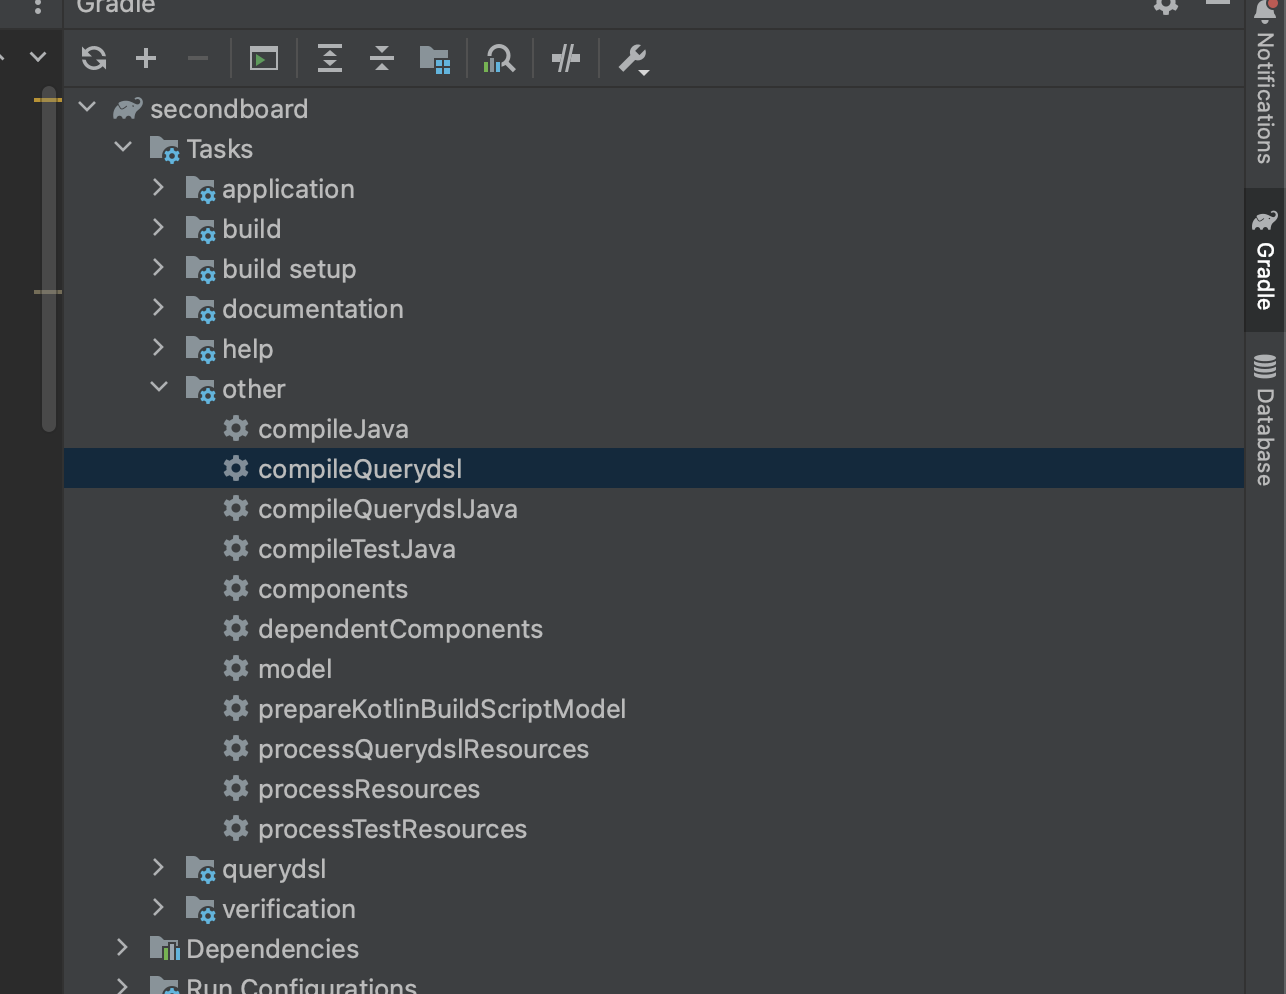 Gradle
secondboard
Tasks
application
build
build setup
documentation
help
other
compileJava
compileQuerydsl
compileQuerydslJava
compileTestJava
components
dependentComponents
model
prepareKotlinBuildScriptModel
processQuerydslResources
processResources
processTestResources
querydsl
verification
Dependencies
Run Configurations
Notifications
Gradle
Database